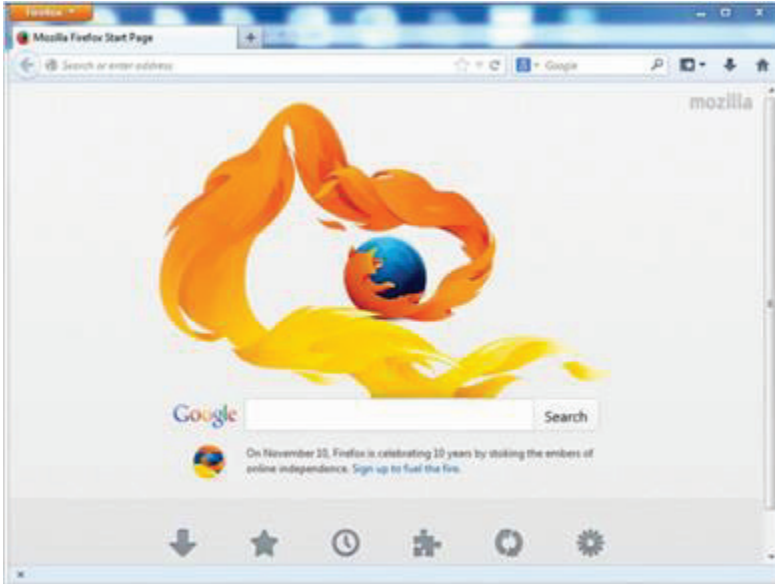 Firefox
Mozilla Firefox Start Page
Search or enter address
Google
mozilla
Google
Search
On November 10, Firefox is celebrating 10 years by stoking the embers of
online independence. Sign up to fuel the fire.